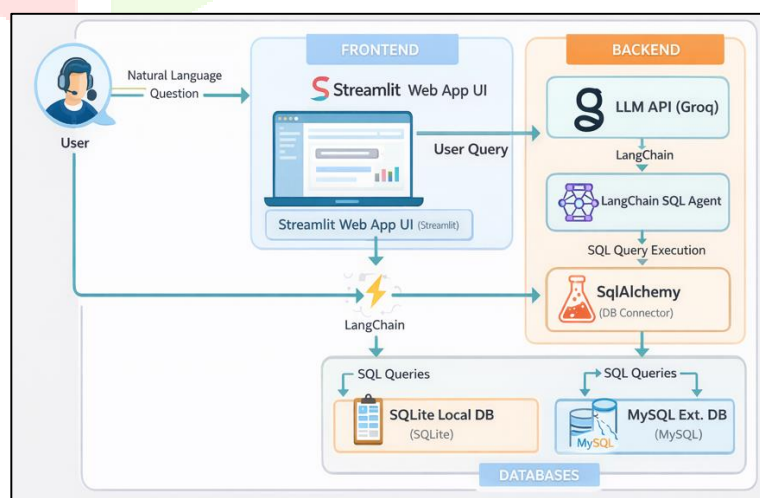 FRONTEND
BACKEND
Natural Language
Question
User
Streamlit Web App UI
User Query
Streamlit Web App UI (Streamlit)
LLM API (Groq)
LangChain
LangChain SQL Agent
SQL Query Execution
SqlAlchemy
(DB Connector)
LangChain
SQL Queries
SQL Queries
SQLite Local DB
(SQLite)
MySQL
MySQL Ext. DB
(MySQL)
DATABASES